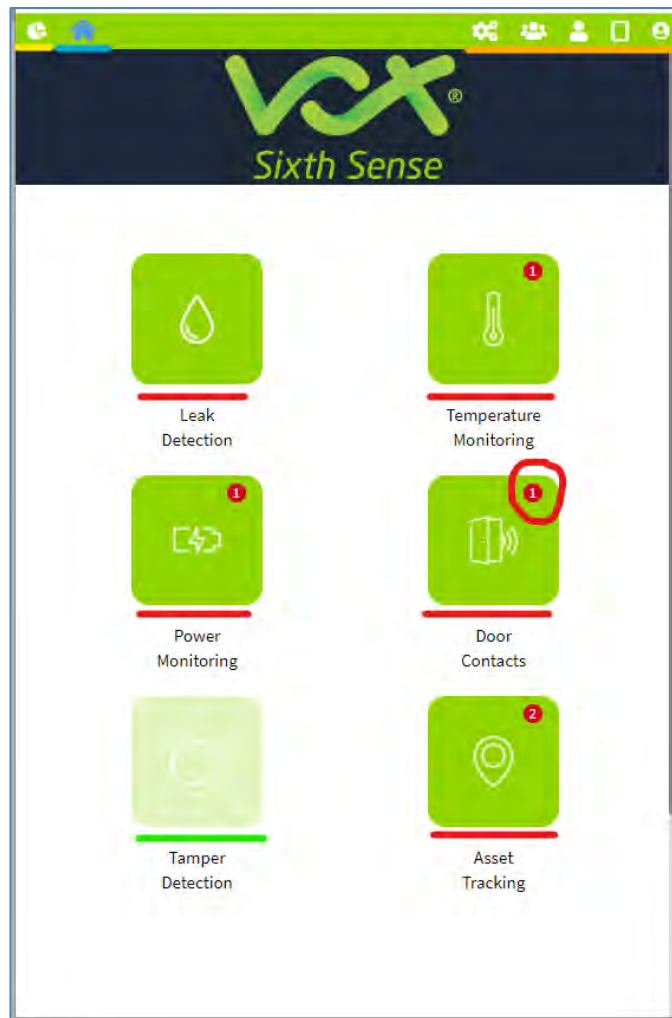 VOX®
Sixth Sense
1
Leak
Detection
Temperature
Monitoring
1
1
Power
Monitoring
Door
Contacts
2
Tamper
Detection
Asset
Tracking